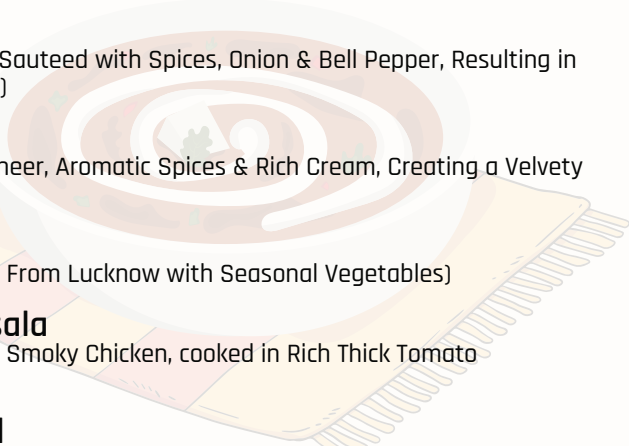 Sauteed with Spices, Onion & Bell Pepper, Resulting in
)
neer, Aromatic Spices & Rich Cream, Creating a Velvety
From Lucknow with Seasonal Vegetables)
sala
Smoky Chicken, cooked in Rich Thick Tomato